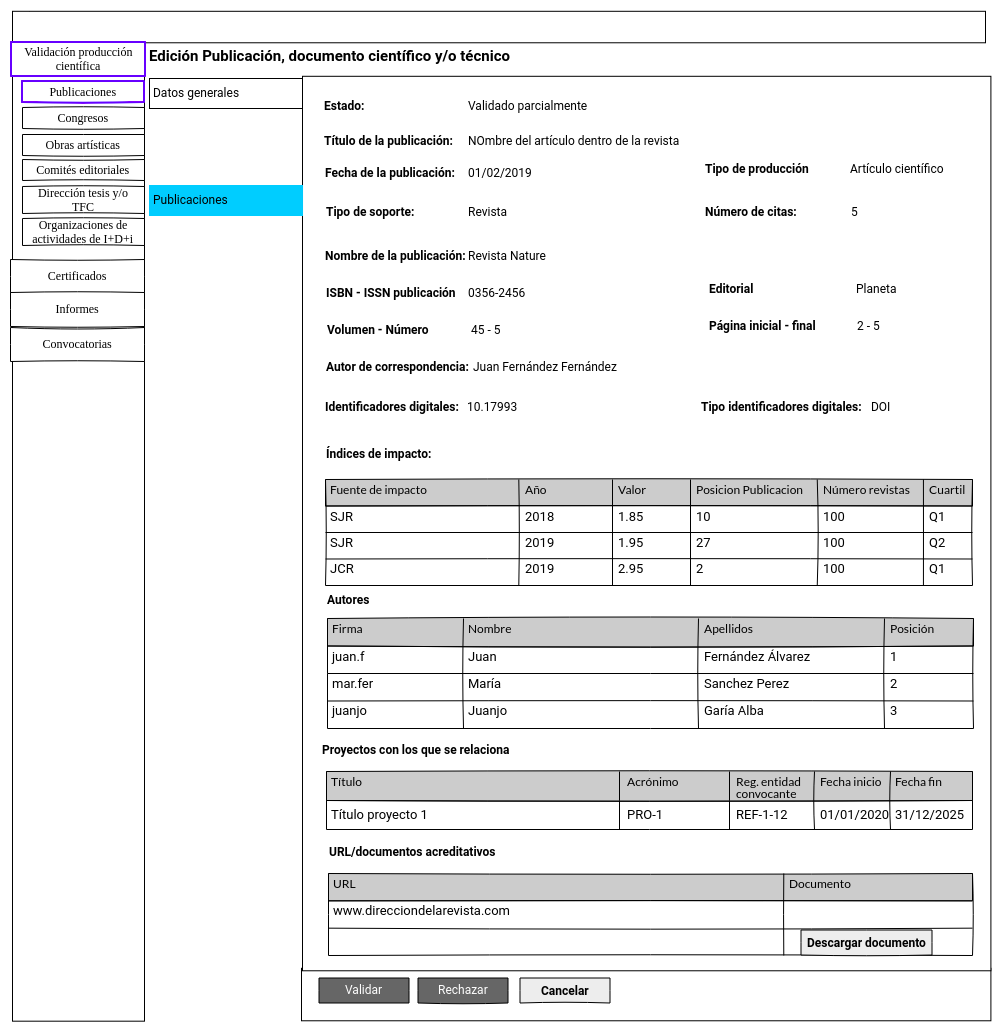 Validación producción
científica
Publicaciones
Congresos
Obras artísticas
Comités editoriales
Dirección tesis y/o
TFC
Organizaciones de
actividades de I+D+i
Certificados
Informes
Convocatorias
Edición Publicación, documento científico y/o técnico
Datos generales
Publicaciones
Estado: Validado parcialmente
Título de la publicación: NOmbre del artículo dentro de la revista
Fecha de la publicación: 01/02/2019 Tipo de producción Artículo científico
Tipo de soporte: Revista Número de citas: 5
Nombre de la publicación: Revista Nature
ISBN - ISSN publicación 0356-2456 Editorial Planeta
Volumen - Número 45 - 5 Página inicial - final 2 - 5
Autor de correspondencia: Juan Fernández Fernández
Identificadores digitales: 10.17993 Tipo identificadores digitales: DOI
Índices de impacto:
Fuente de impacto Año Valor Posicion Publicacion Número revistas Cuartil
SJR 2018 1.85 10 100 Q1
SJR 2019 1.95 27 100 Q2
JCR 2019 2.95 2 100 Q1
Autores
Firma Nombre Apellidos Posición
juan.f Juan Fernández Álvarez 1
mar.fer María Sanchez Perez 2
juanjo Juanjo Garía Alba 3
Proyectos con los que se relaciona
Título Acrónimo Reg. entidad convocante Fecha inicio Fecha fin
Título proyecto 1 PRO-1 REF-1-12 01/01/2020 31/12/2025
URL/documentos acreditativos
URL Documento
www.direcciondelarevista.com
Descargar documento
Validar Rechazar Cancelar